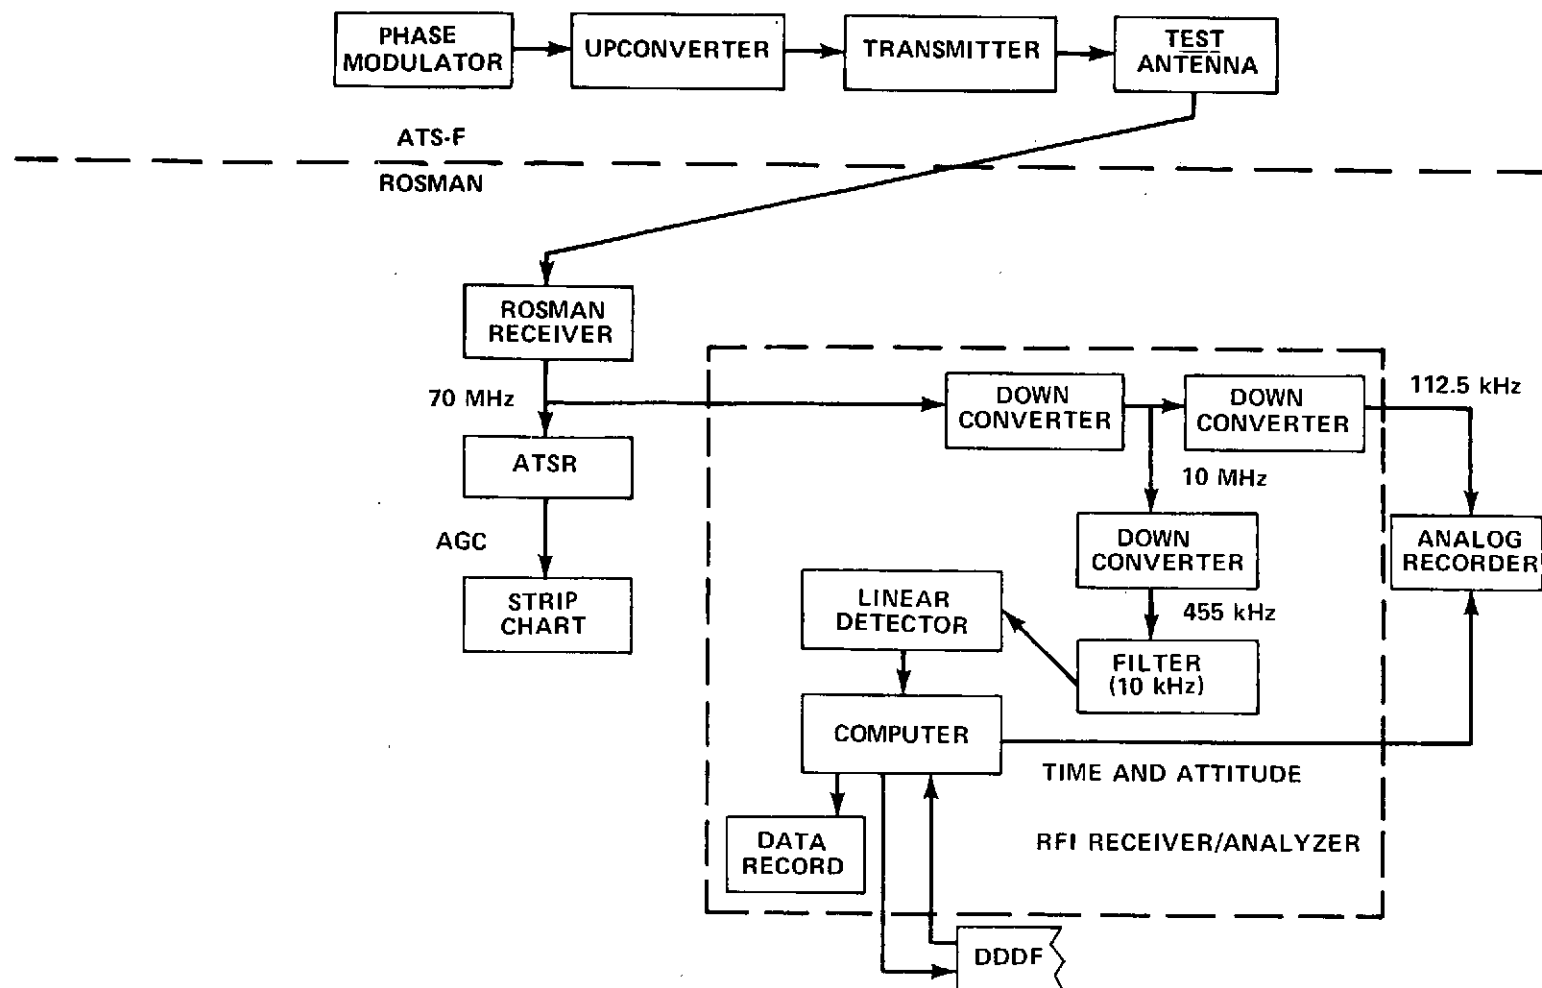 PHASE
MODULATOR
UPCONVERTER
TRANSMITTER
TEST
ANTENNA
ATS-F
ROSMAN
ROSMAN
RECEIVER
70 MHz
ATSR
AGC
STRIP
CHART
DOWN
CONVERTER
DOWN
CONVERTER
112.5 kHz
10 MHz
DOWN
CONVERTER
ANALOG
RECORDER
455 kHz
LINEAR
DETECTOR
FILTER
(10 kHz)
COMPUTER
TIME AND ATTITUDE
DATA
RECORD
RFI RECEIVER/ANALYZER
DDDF